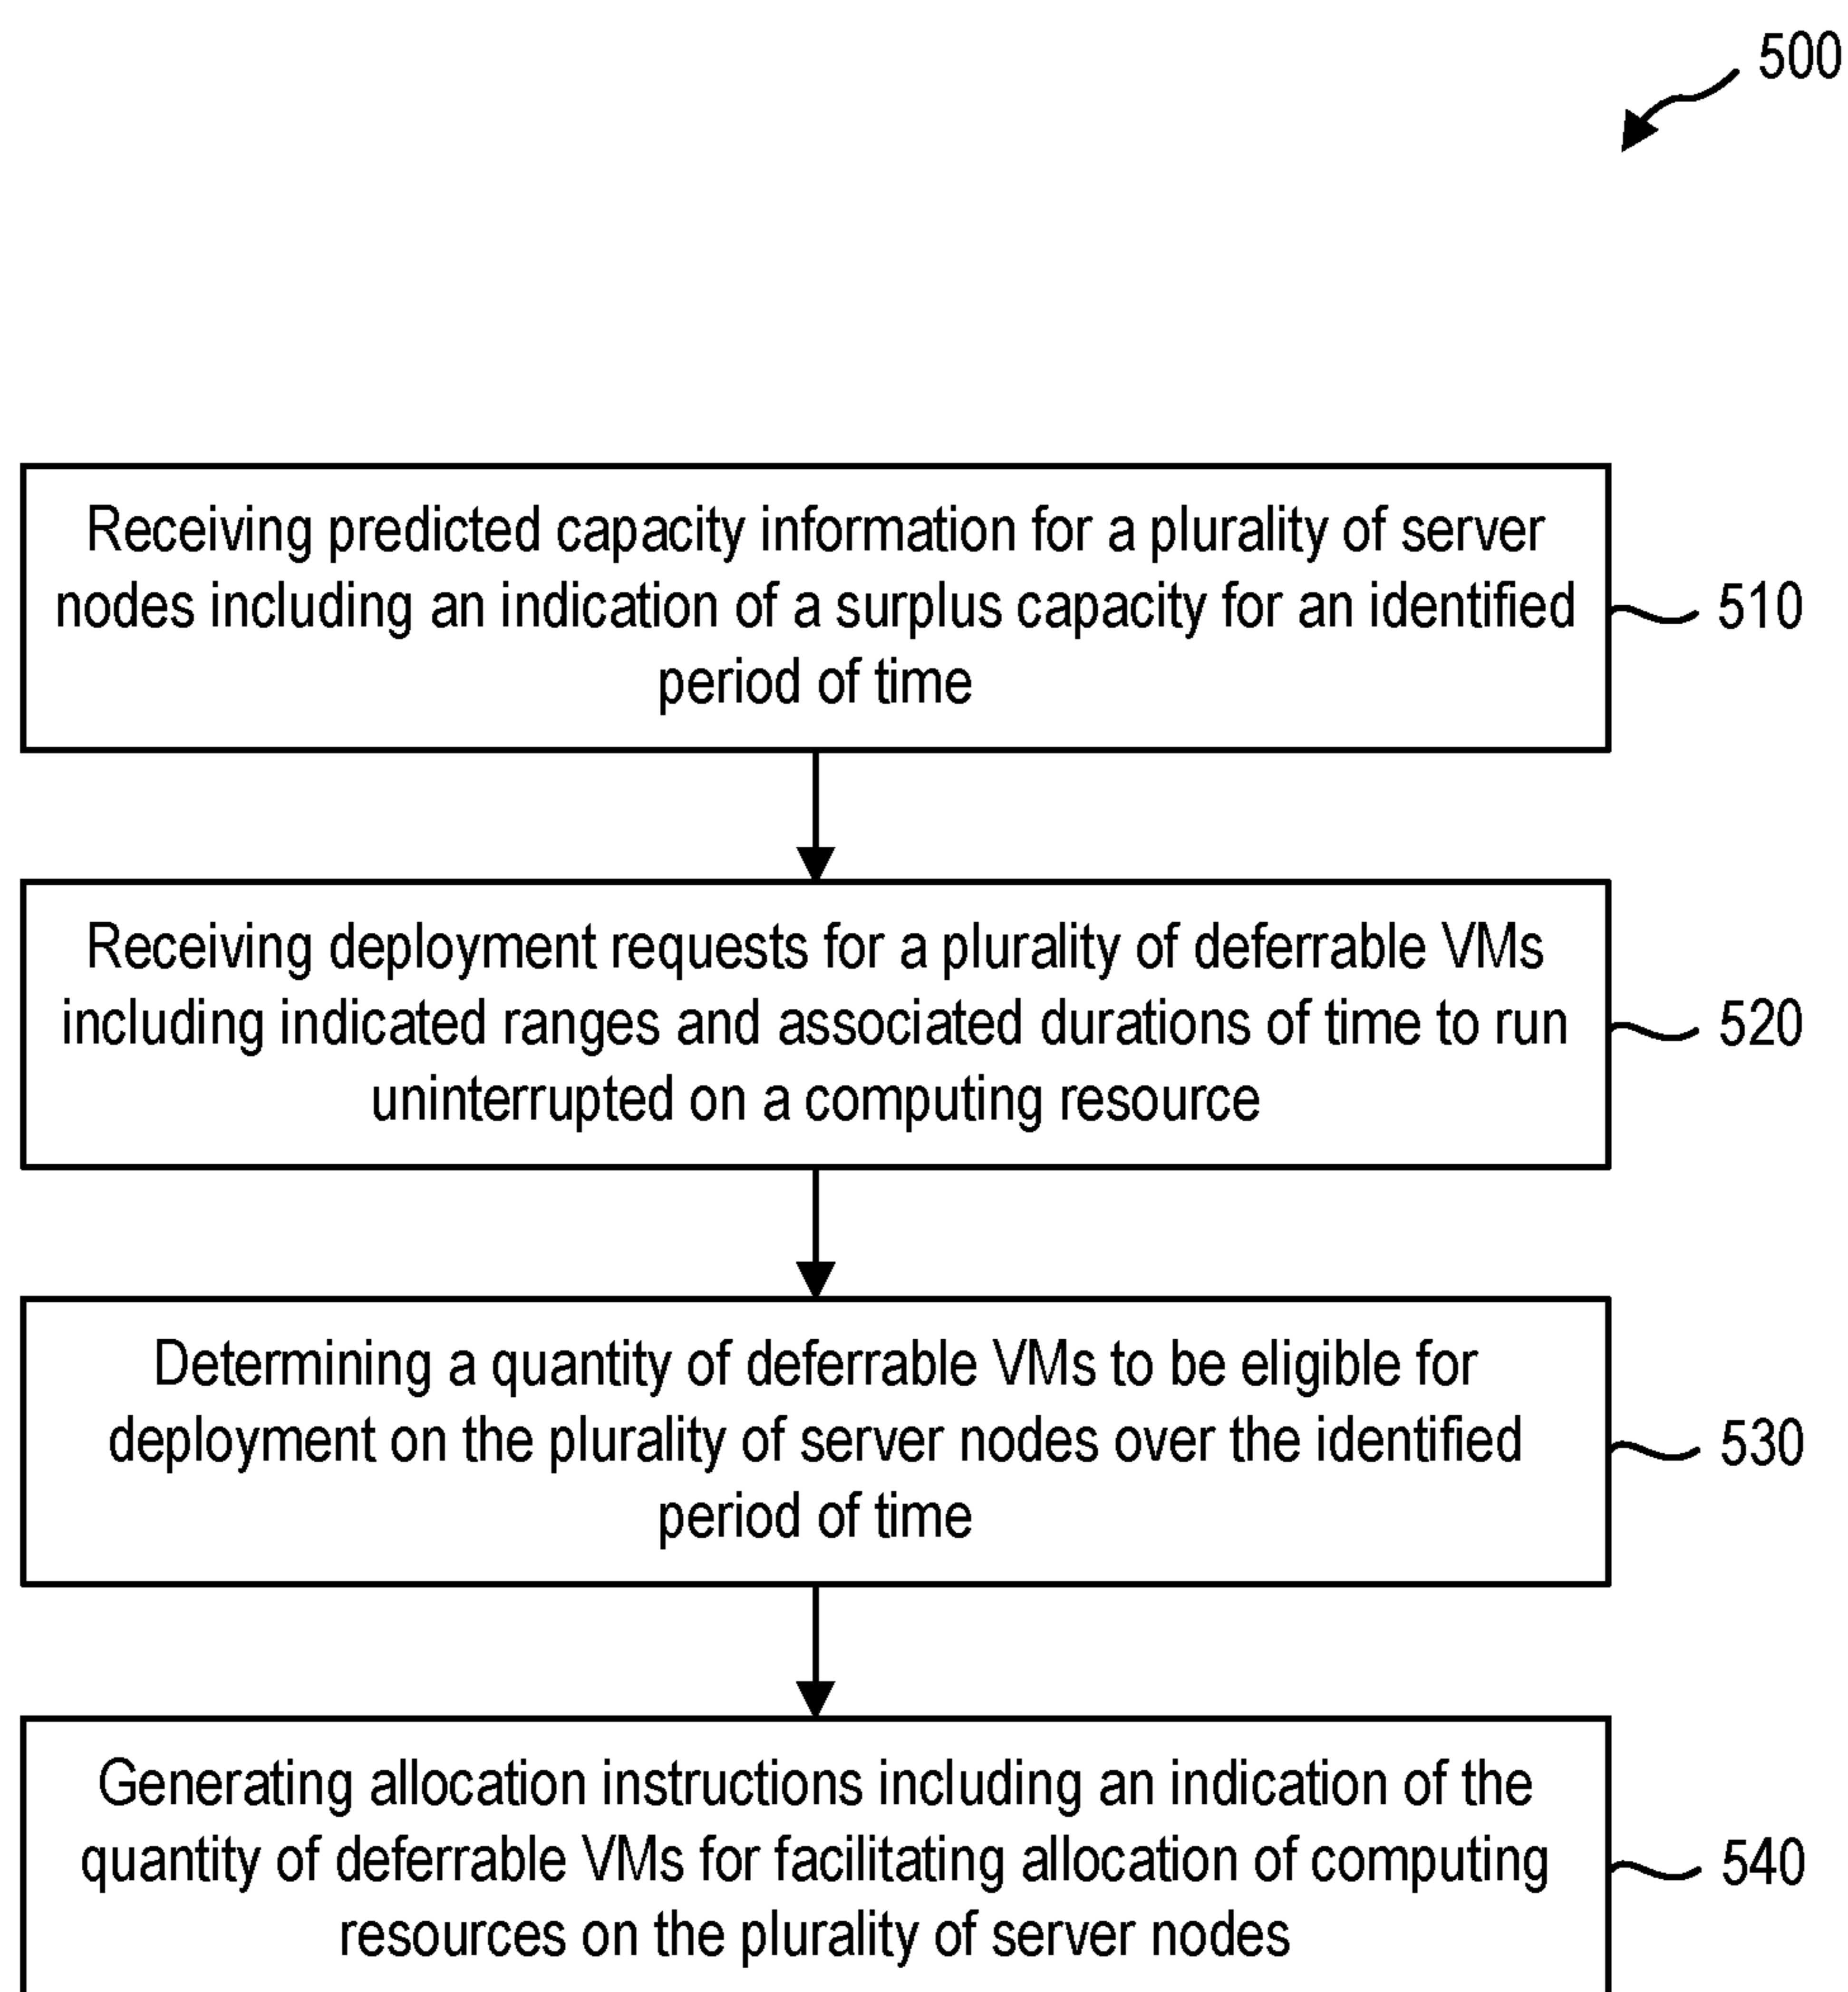 500
Receiving predicted capacity information for a plurality of server
nodes including an indication of a surplus capacity for an identified
period of time
510
Receiving deployment requests for a plurality of deferrable VMs
including indicated ranges and associated durations of time to run
uninterrupted on a computing resource
520
Determining a quantity of deferrable VMs to be eligible for
deployment on the plurality of server nodes over the identified
period of time
530
Generating allocation instructions including an indication of the
quantity of deferrable VMs for facilitating allocation of computing
resources on the plurality of server nodes
540